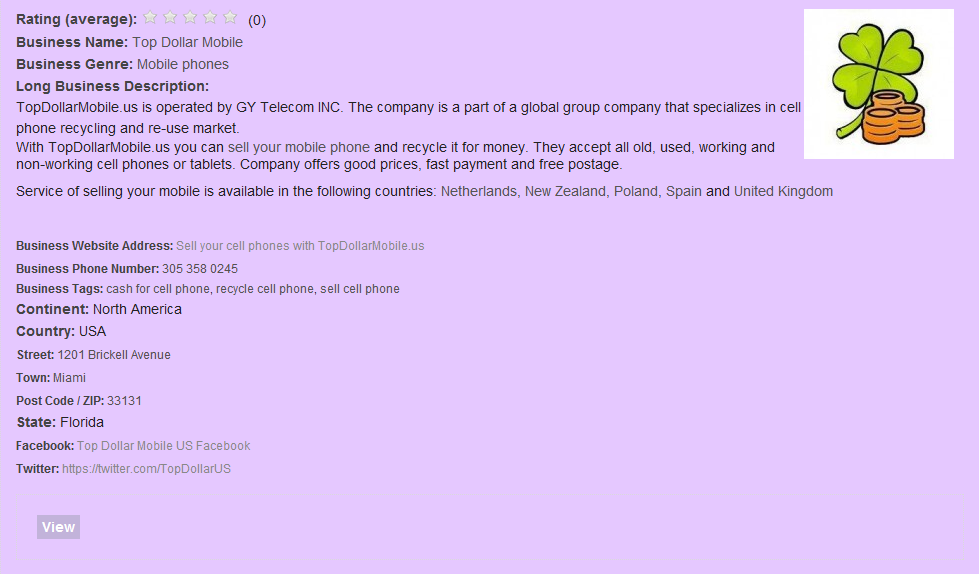 Rating (average): (0)
Business Name: Top Dollar Mobile
Business Genre: Mobile phones
Long Business Description:
TopDollarMobile.us is operated by GY Telecom INC. The company is a part of a global group company that specializes in cell
phone recycling and re-use market.
With TopDollarMobile.us you can sell your mobile phone and recycle it for money. They accept all old, used, working and
non-working cell phones or tablets. Company offers good prices, fast payment and free postage.
Service of selling your mobile is available in the following countries: Netherlands, New Zealand, Poland, Spain and United Kingdom
Business Website Address: Sell your cell phones with TopDollarMobile.us
Business Phone Number: 305 358 0245
Business Tags: cash for cell phone, recycle cell phone, sell cell phone
Continent: North America
Country: USA
Street: 1201 Brickell Avenue
Town: Miami
Post Code / ZIP: 33131
State: Florida
Facebook: Top Dollar Mobile US Facebook
Twitter: https://twitter.com/TopDollarUS
View